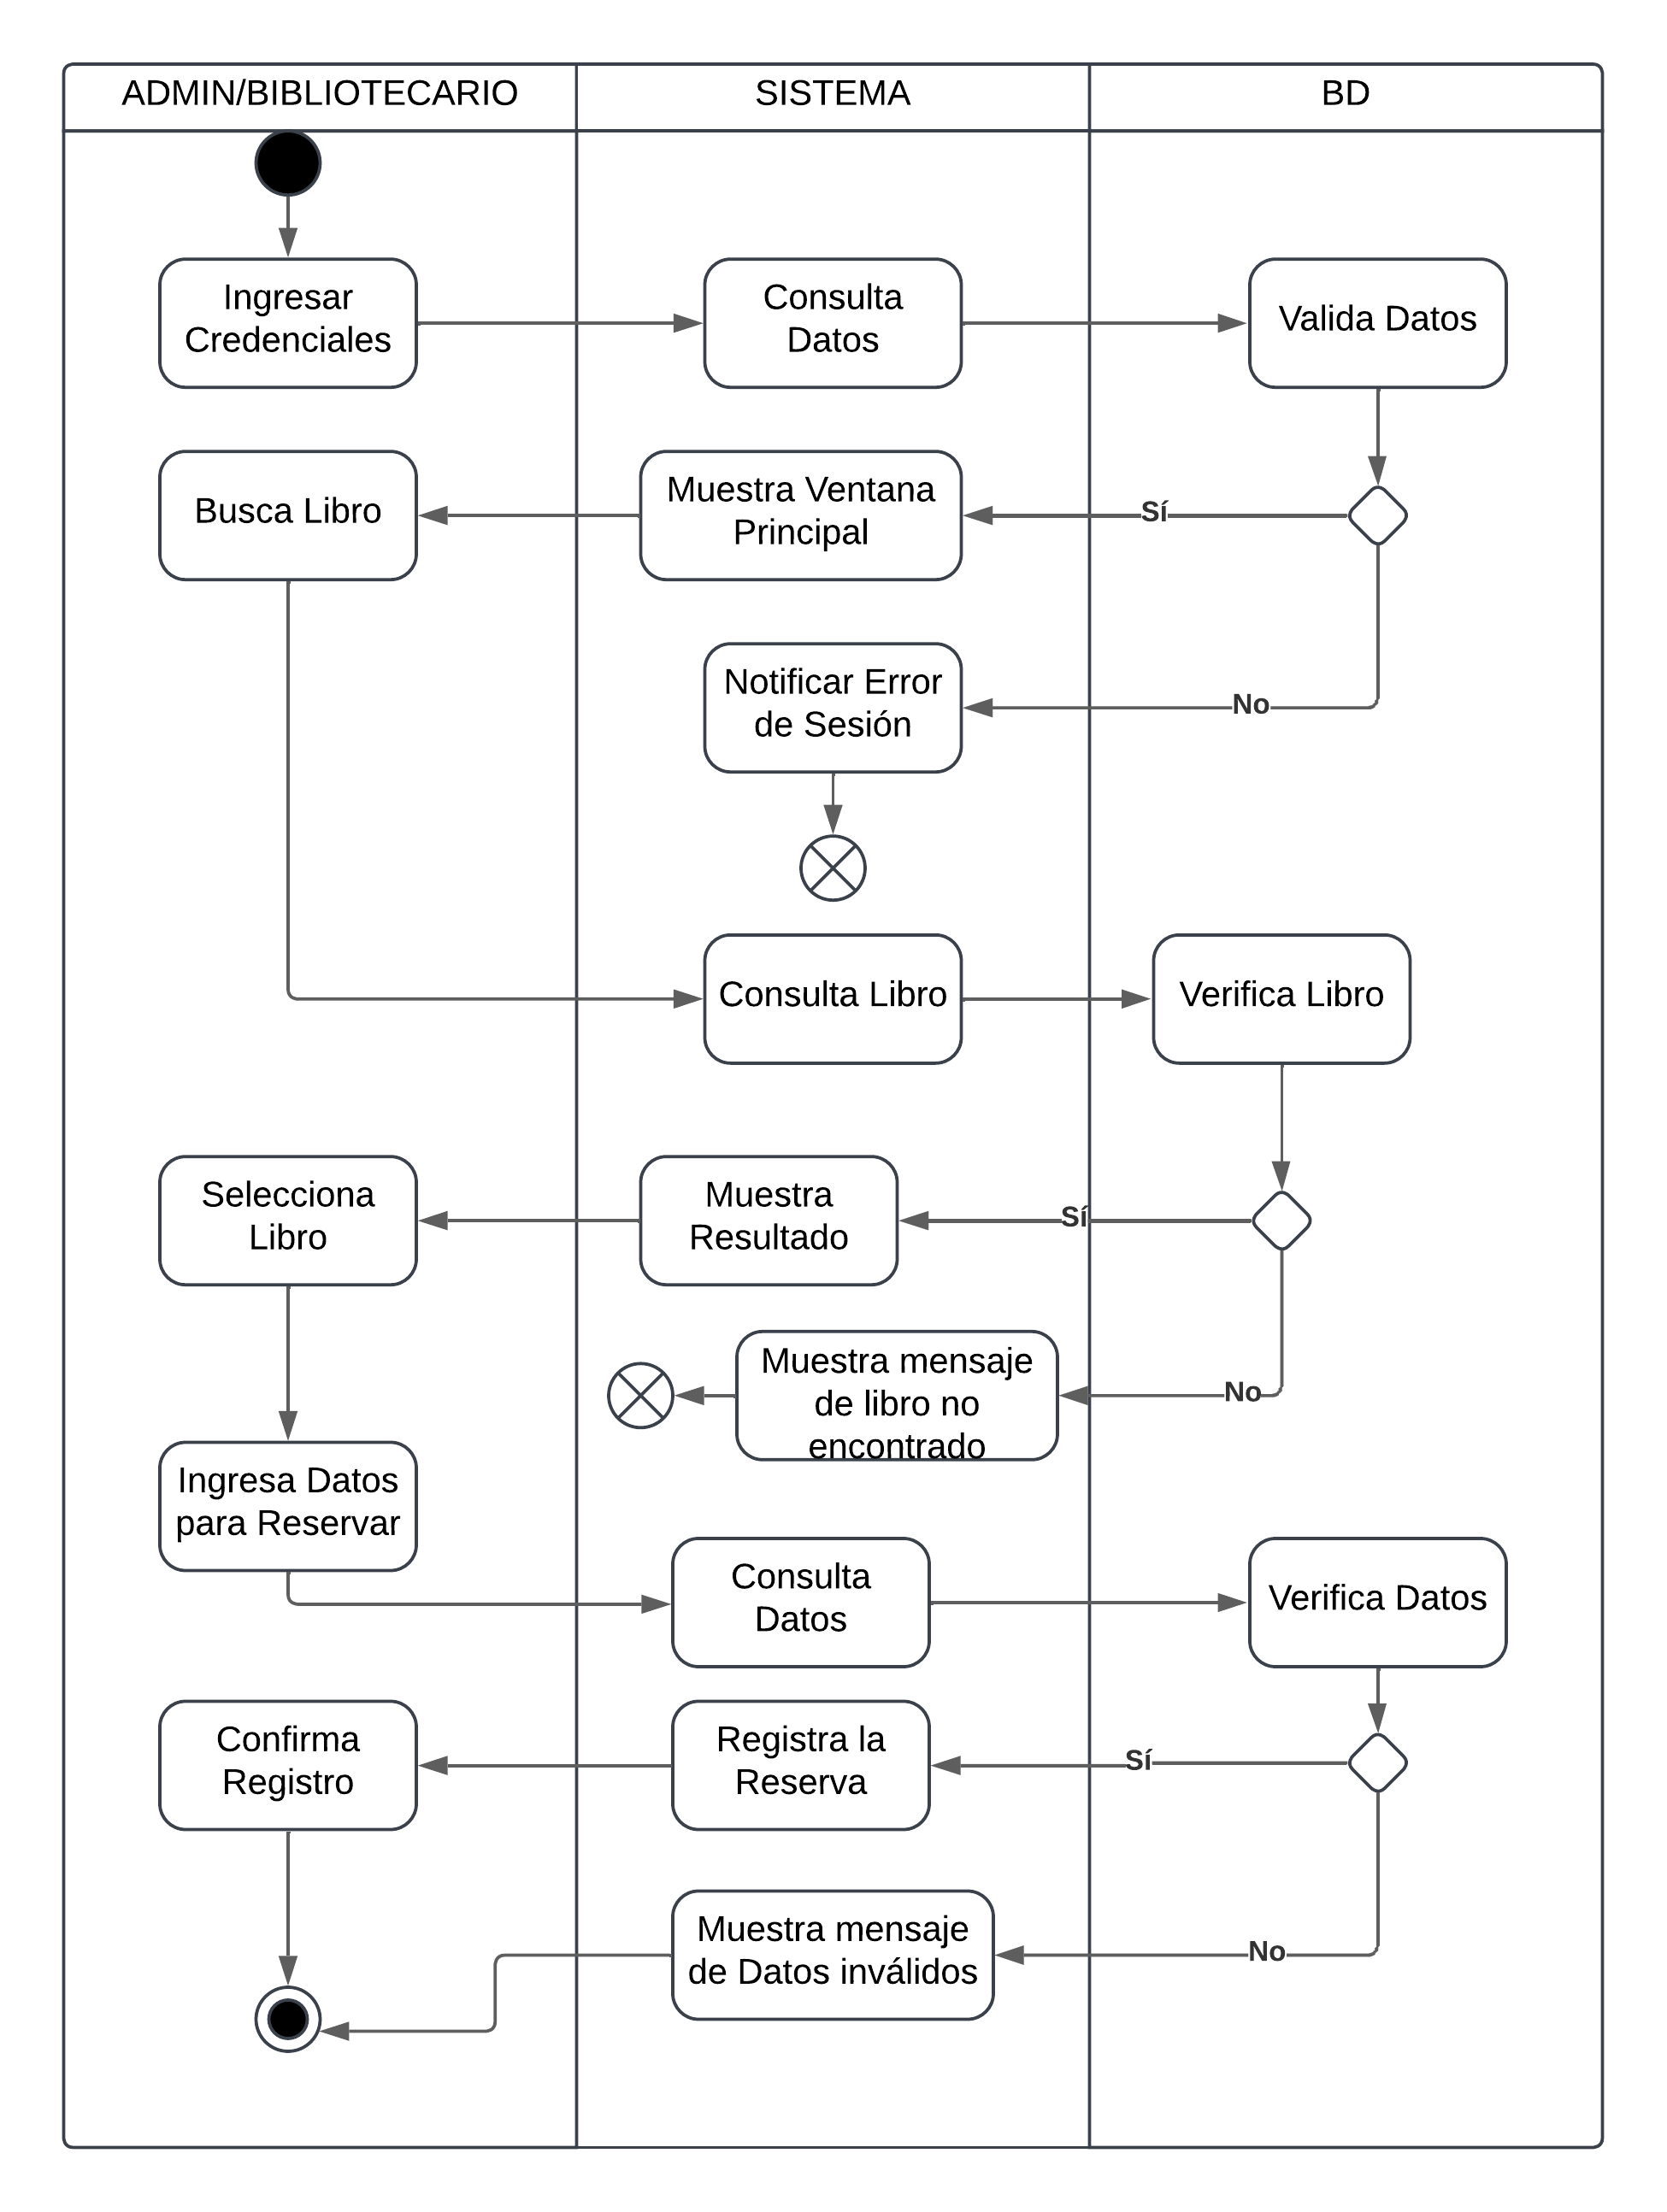 ADMIN/BIBLIOTECARIO
SISTEMA
BD
Ingresar
Credenciales
Consulta
Datos
Valida Datos
Busca Libro
Muestra Ventana
Principal
Sí
Notificar Error
de Sesión
No
Consulta Libro
Verifica Libro
Selecciona
Libro
Muestra
Resultado
Sí
Muestra mensaje
de libro no
encontrado
No
Ingresa Datos
para Reservar
Consulta
Datos
Verifica Datos
Confirma
Registro
Registra la
Reserva
Sí
Muestra mensaje
de Datos inválidos
No